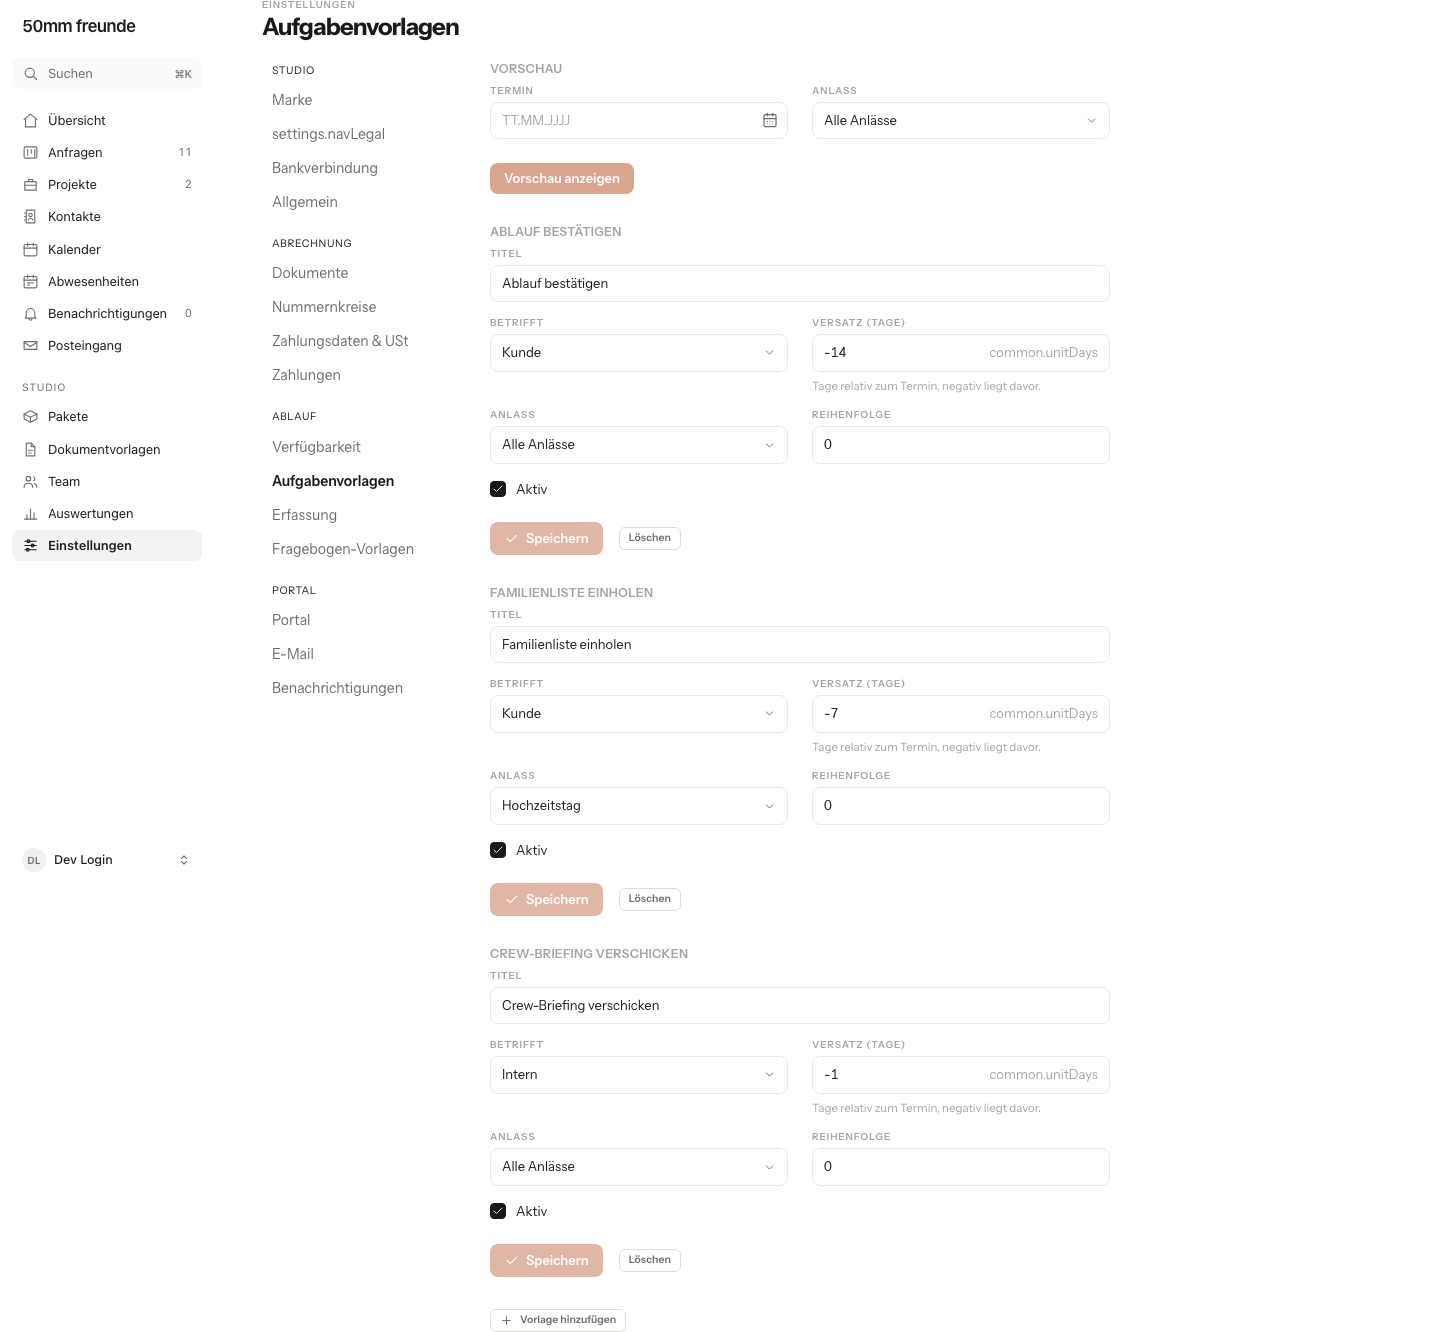 50mm freunde
Suchen ⌘K
Übersicht
Anfragen 11
Projekte 2
Kontakte
Kalender
Abwesenheiten
Benachrichtigungen 0
Posteingang
STUDIO
Pakete
Dokumentvorlagen
Team
Auswertungen
Einstellungen
DL Dev Login
EINSTELLUNGEN
Aufgabenvorlagen
STUDIO
Marke
settings.navLegal
Bankverbindung
Allgemein
ABRECHNUNG
Dokumente
Nummernkreise
Zahlungsdaten & USt
Zahlungen
ABLAUF
Verfügbarkeit
Aufgabenvorlagen
Erfassung
Fragebogen-Vorlagen
PORTAL
Portal
E-Mail
Benachrichtigungen
VORSCHAU
TERMIN ANLASS
TT.MM.JJJJ Alle Anlässe
Vorschau anzeigen
ABLAUF BESTÄTIGEN
TITEL
Ablauf bestätigen
BETRIFFT VERSATZ (TAGE)
Kunde -14 common.unitDays
Tage relativ zum Termin, negativ liegt davor.
ANLASS REIHENFOLGE
Alle Anlässe 0
Aktiv
Speichern Löschen
FAMILIENLISTE EINHOLEN
TITEL
Familienliste einholen
BETRIFFT VERSATZ (TAGE)
Kunde -7 common.unitDays
Tage relativ zum Termin, negativ liegt davor.
ANLASS REIHENFOLGE
Hochzeitstag 0
Aktiv
Speichern Löschen
CREW-BRIEFING VERSCHICKEN
TITEL
Crew-Briefing verschicken
BETRIFFT VERSATZ (TAGE)
Intern -1 common.unitDays
Tage relativ zum Termin, negativ liegt davor.
ANLASS REIHENFOLGE
Alle Anlässe 0
Aktiv
Speichern Löschen
Vorlage hinzufügen